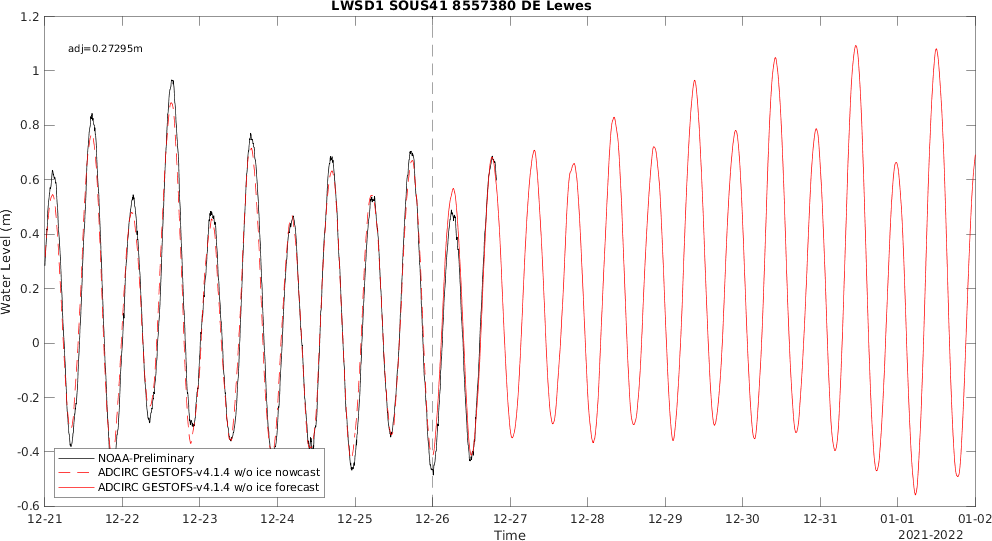 LWSD1 SOUS41 8557380 DE Lewes
adj=0.27295m
1.2
1
0.8
0.6
0.4
0.2
0
-0.2
-0.4
-0.6
Water Level (m)
NOAA-Preliminary
ADCIRC GESTOFS-v4.1.4 w/o ice nowcast
ADCIRC GESTOFS-v4.1.4 w/o ice forecast
12-21 12-22 12-23 12-24 12-25 12-26 12-27 12-28 12-29 12-30 12-31 01-01 01-02
Time
2021-2022